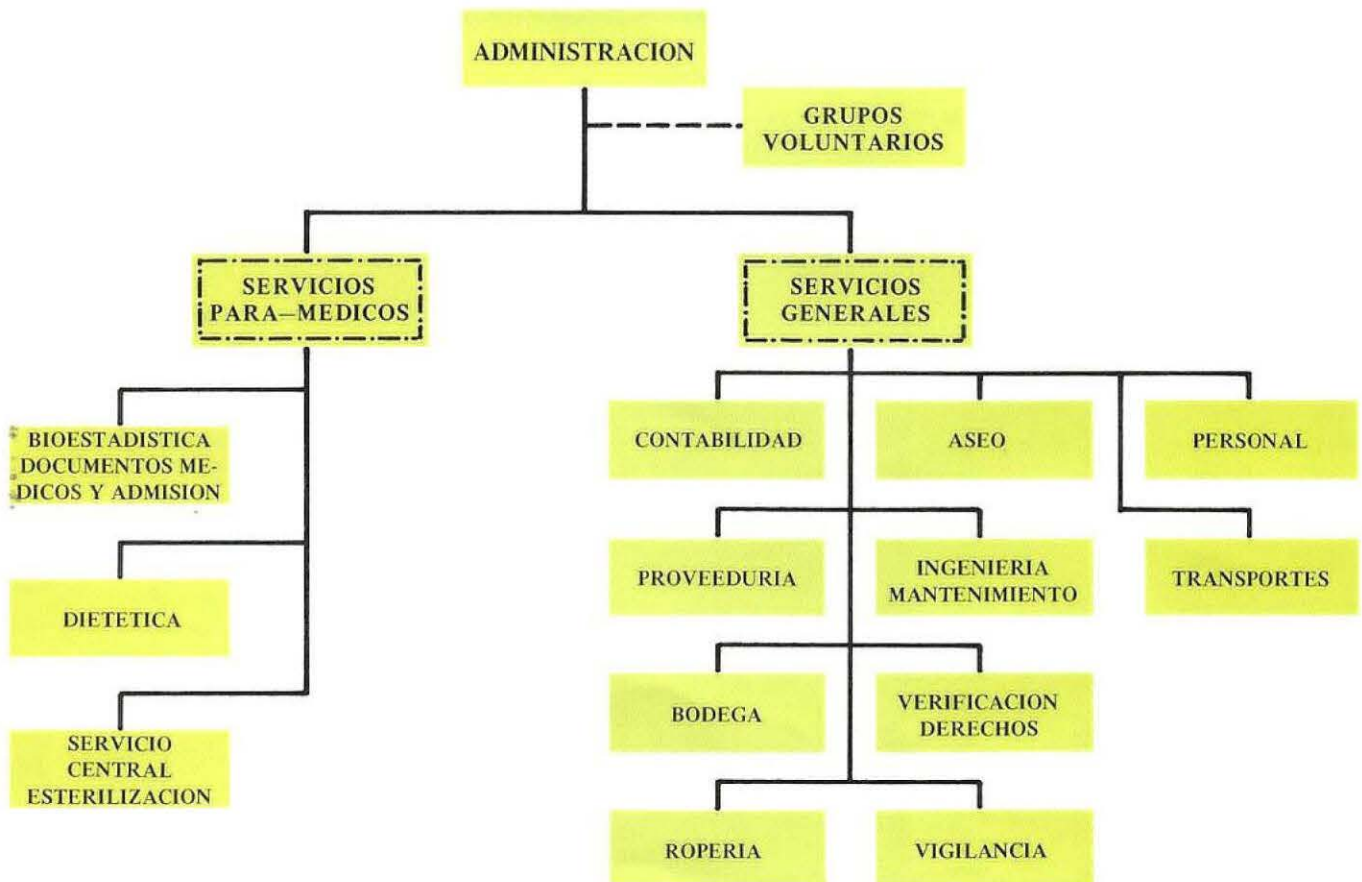 ADMINISTRACION
GRUPOS
VOLUNTARIOS
SERVICIOS
PARA—MEDICOS
SERVICIOS
GENERALES
BIOESTADISTICA
DOCUMENTOS ME-
DICOS Y ADMISION
DIETETICA
SERVICIO
CENTRAL
ESTERILIZACION
CONTABILIDAD
ASEO
PERSONAL
PROVEEDURIA
INGENIERIA
MANTENIMIENTO
TRANSPORTES
BODEGA
VERIFICACION
DERECHOS
ROPERIA
VIGILANCIA